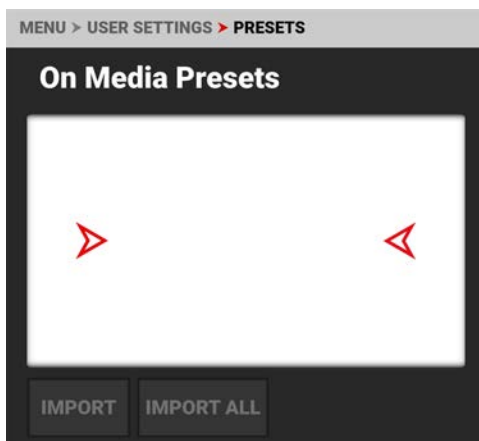 MENU > USER SETTINGS > PRESETS
On Media Presets
IMPORT IMPORT ALL